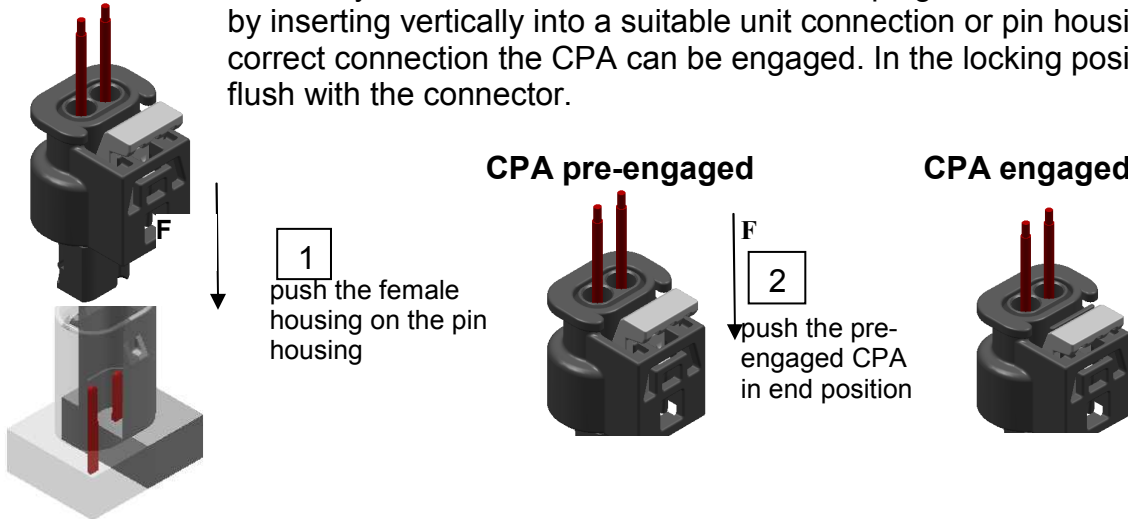 by inserting vertically into a suitable unit connection or pin housi
correct connection the CPA can be engaged. In the locking posi
flush with the connector.
CPA pre-engaged
CPA engaged
F
1
push the female
housing on the pin
housing
F
2
push the pre-
engaged CPA
in end position